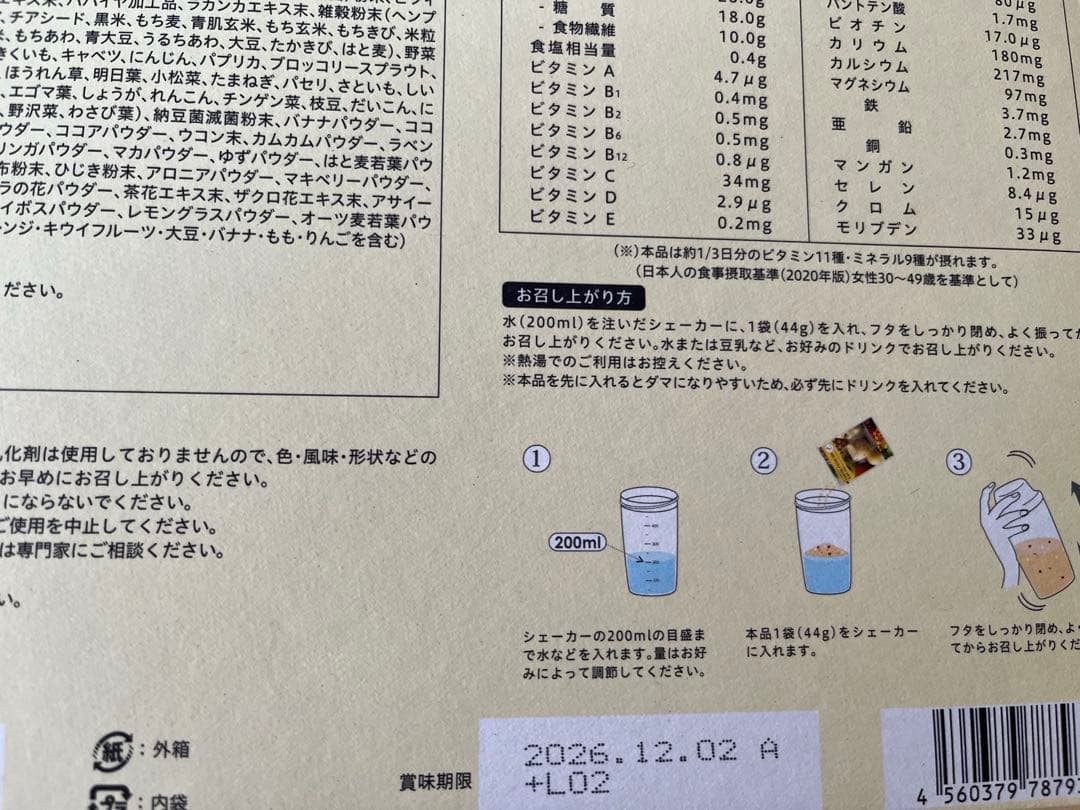 パパイヤ加工品、ラカンカエキス末、雑穀粉末(ヘンプ
、チアシード、黒米、もち麦、青肌玄米、もち玄米、もちきび、米粒
、もちあわ、青大豆、うるちあわ、大豆、たかきび、はと麦)、野菜
きくいも、キャベツ、にんじん、パプリカ、ブロッコリースプラウト、
ほうれん草、明日葉、小松菜、たまねぎ、パセリ、さといも、しい
、エゴマ葉、しょうが、れんこん、チンゲン菜、枝豆、だいこん、に
、野沢菜、わさび葉)、納豆菌滅菌粉末、バナナパウダー、ココ
ウダー、ココアパウダー、ウコン末、カムカムパウダー、ラベン
リンガパウダー、マカパウダー、ゆずパウダー、はと麦若葉パウ
布粉末、ひじき粉末、アロニアパウダー、マキベリーパウダー、
ラの花パウダー、茶花エキス末、ザクロ花エキス末、アサイー
イボスパウダー、レモングラスパウダー、オーツ麦若葉パウ
ンジ・キウイフルーツ・大豆・バナナ・もも・りんごを含む)
ださい。
- 糖質 18.0g
- 食物繊維 10.0g
食塩相当量 0.4g
ビタミン A 4.7μg
ビタミン B1 0.4mg
ビタミン B2 0.5mg
ビタミン B6 0.5mg
ビタミン B12 0.8μg
ビタミン C 34mg
ビタミン D 2.9μg
ビタミン E 0.2mg
パントテン酸 1.7mg
ビオチン 17.0μg
カリウム 180mg
カルシウム 217mg
マグネシウム 97mg
鉄 3.7mg
亜鉛 2.7mg
銅 0.3mg
マンガン 1.2mg
セレン 8.4μg
クロム 15μg
モリブデン 33μg
(※)本品は約1/3日分のビタミン11種・ミネラル9種が摂れます。
(日本人の食事摂取基準(2020年版)女性30〜49歳を基準として)
お召し上がり方
水(200ml)を注いだシェーカーに、1袋(44g)を入れ、フタをしっかり閉め、よく振ってか
お召し上がりください。水または豆乳など、お好みのドリンクでお召し上がりください。
※熱湯でのご利用はお控えください。
※本品を先に入れるとダマになりやすいため、必ず先にドリンクを入れてください。
化剤は使用しておりませんので、色・風味・形状などの
お早めにお召し上がりください。
にならないでください。
ご使用を中止してください。
は専門家にご相談ください。
い。
① ② ③
200ml
シェーカーの200mlの目盛ま
で水などを入れます。量はお好
みによって調節してください。
本品1袋(44g)をシェーカー
に入れます。
フタをしっかり閉め、よ
てからお召し上がりくだ
紙:外箱
プラ:内袋
賞味期限
2026.12.02 A
+L02
4 560379 7879